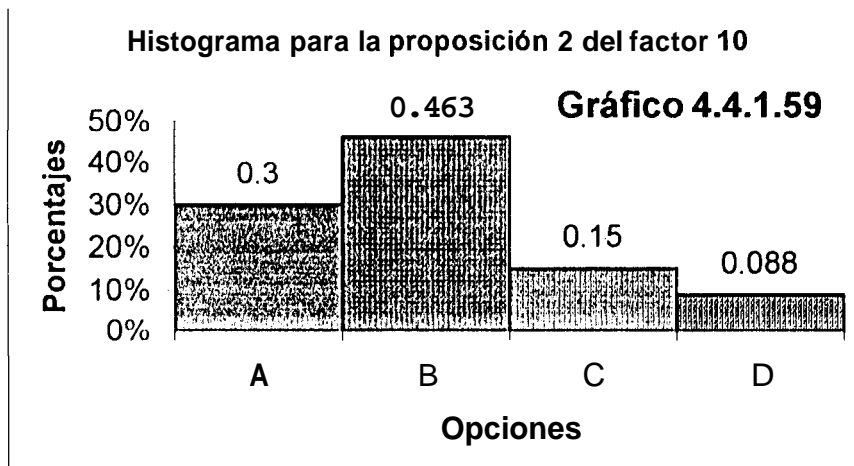 Histograma para la proposición 2 del factor 10
Gráfico 4.4.1.59
Porcentajes
50%
40%
30%
20%
10%
0%
0.3
0.463
0.15
0.088
A
B
C
D
Opciones